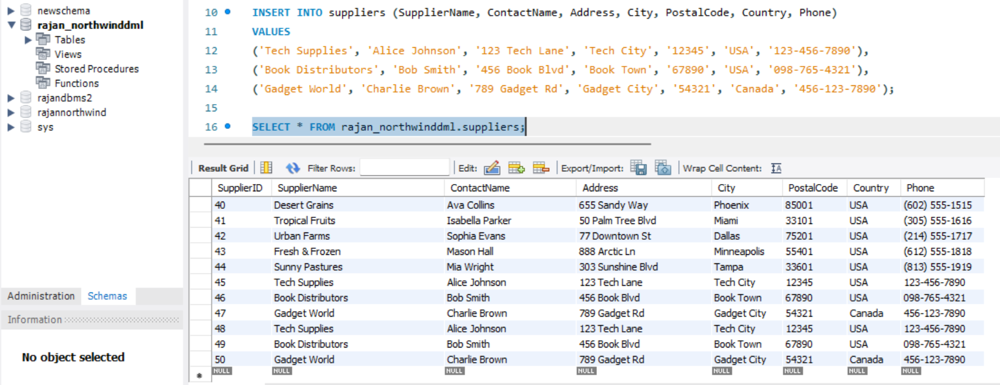 newschema
rajan_northwinddml
Tables
Views
Stored Procedures
Functions
rajandbms2
rajannorthwind
sys
Administration Schemas
Information
No object selected
10 INSERT INTO suppliers (SupplierName, ContactName, Address, City, PostalCode, Country, Phone)
11 VALUES
12 ('Tech Supplies', 'Alice Johnson', '123 Tech Lane', 'Tech City', '12345', 'USA', '123-456-7890'),
13 ('Book Distributors', 'Bob Smith', '456 Book Blvd', 'Book Town', '67890', 'USA', '098-765-4321'),
14 ('Gadget World', 'Charlie Brown', '789 Gadget Rd', 'Gadget City', '54321', 'Canada', '456-123-7890');
15
16 SELECT * FROM rajan_northwinddml.suppliers;
Result Grid Filter Rows: Edit: Export/Import: Wrap Cell Content: IA
SupplierID SupplierName ContactName Address City PostalCode Country Phone
40 Desert Grains Ava Collins 655 Sandy Way Phoenix 85001 USA (602) 555-1515
41 Tropical Fruits Isabella Parker 50 Palm Tree Blvd Miami 33101 USA (305) 555-1616
42 Urban Farms Sophia Evans 77 Downtown St Dallas 75201 USA (214) 555-1717
43 Fresh & Frozen Mason Hall 888 Arctic Ln Minneapolis 55401 USA (612) 555-1818
44 Sunny Pastures Mia Wright 303 Sunshine Blvd Tampa 33601 USA (813) 555-1919
45 Tech Supplies Alice Johnson 123 Tech Lane Tech City 12345 USA 123-456-7890
46 Book Distributors Bob Smith 456 Book Blvd Book Town 67890 USA 098-765-4321
47 Gadget World Charlie Brown 789 Gadget Rd Gadget City 54321 Canada 456-123-7890
48 Tech Supplies Alice Johnson 123 Tech Lane Tech City 12345 USA 123-456-7890
49 Book Distributors Bob Smith 456 Book Blvd Book Town 67890 USA 098-765-4321
50 Gadget World Charlie Brown 789 Gadget Rd Gadget City 54321 Canada 456-123-7890
NULL NULL NULL NULL NULL NULL NULL NULL